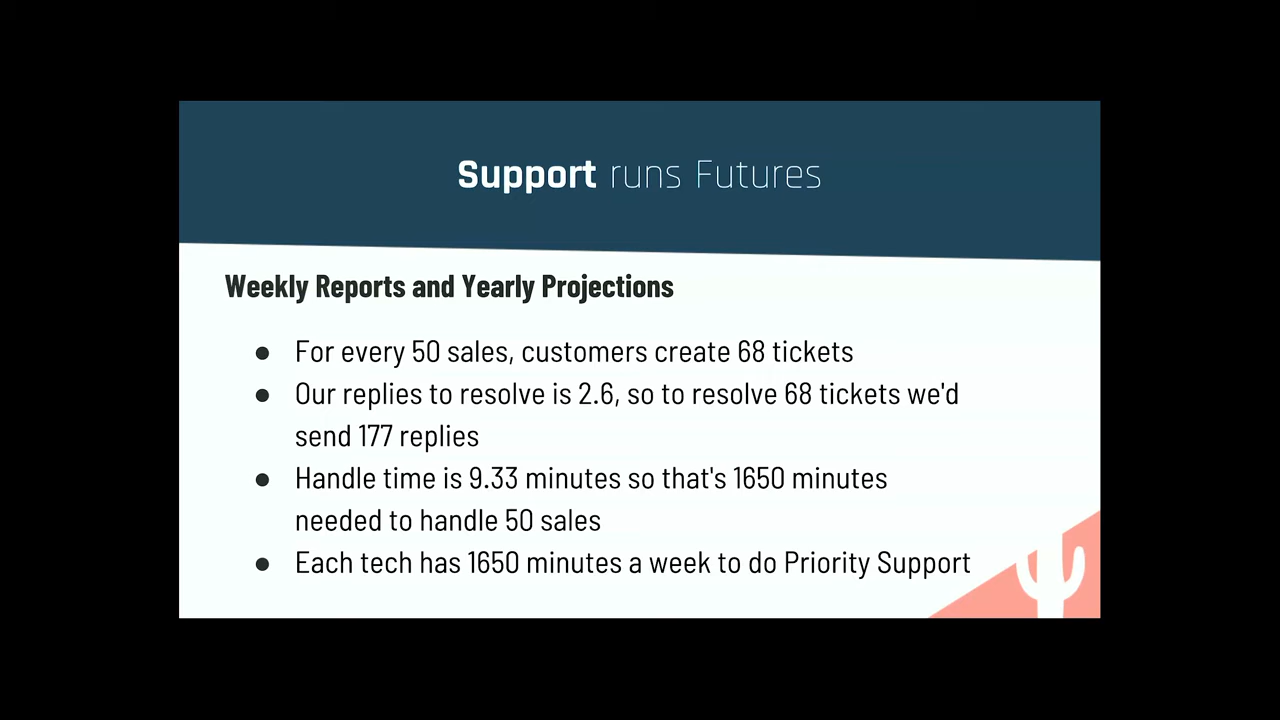 Support runs Futures
Weekly Reports and Yearly Projections
● For every 50 sales, customers create 68 tickets
● Our replies to resolve is 2.6, so to resolve 68 tickets we'd
send 177 replies
● Handle time is 9.33 minutes so that's 1650 minutes
needed to handle 50 sales
● Each tech has 1650 minutes a week to do Priority Support